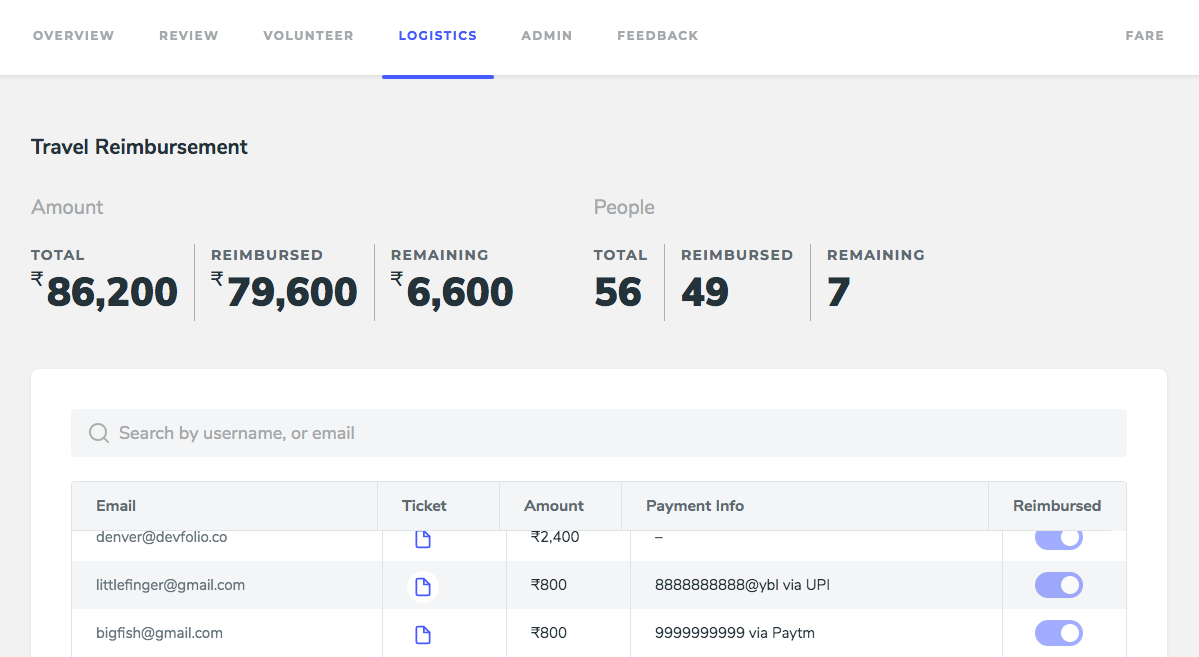 OVERVIEW REVIEW VOLUNTEER LOGISTICS ADMIN FEEDBACK FARE
Travel Reimbursement
Amount People
TOTAL REIMBURSED REMAINING TOTAL REIMBURSED REMAINING
₹86,200 ₹79,600 ₹6,600 56 49 7
Search by username, or email
Email Ticket Amount Payment Info Reimbursed
denver@devfolio.co ₹2,400 –
littlefinger@gmail.com ₹800 8888888888@ybl via UPI
bigfish@gmail.com ₹800 9999999999 via Paytm